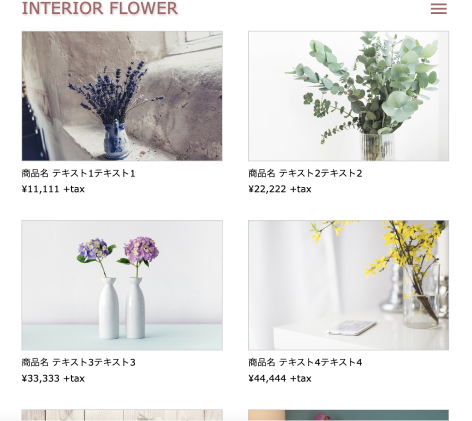 INTERIOR FLOWER
商品名 テキスト1テキスト1
¥11,111 +tax
商品名 テキスト2テキスト2
¥22,222 +tax
商品名 テキスト3テキスト3
¥33,333 +tax
商品名 テキスト4テキスト4
¥44,444 +tax